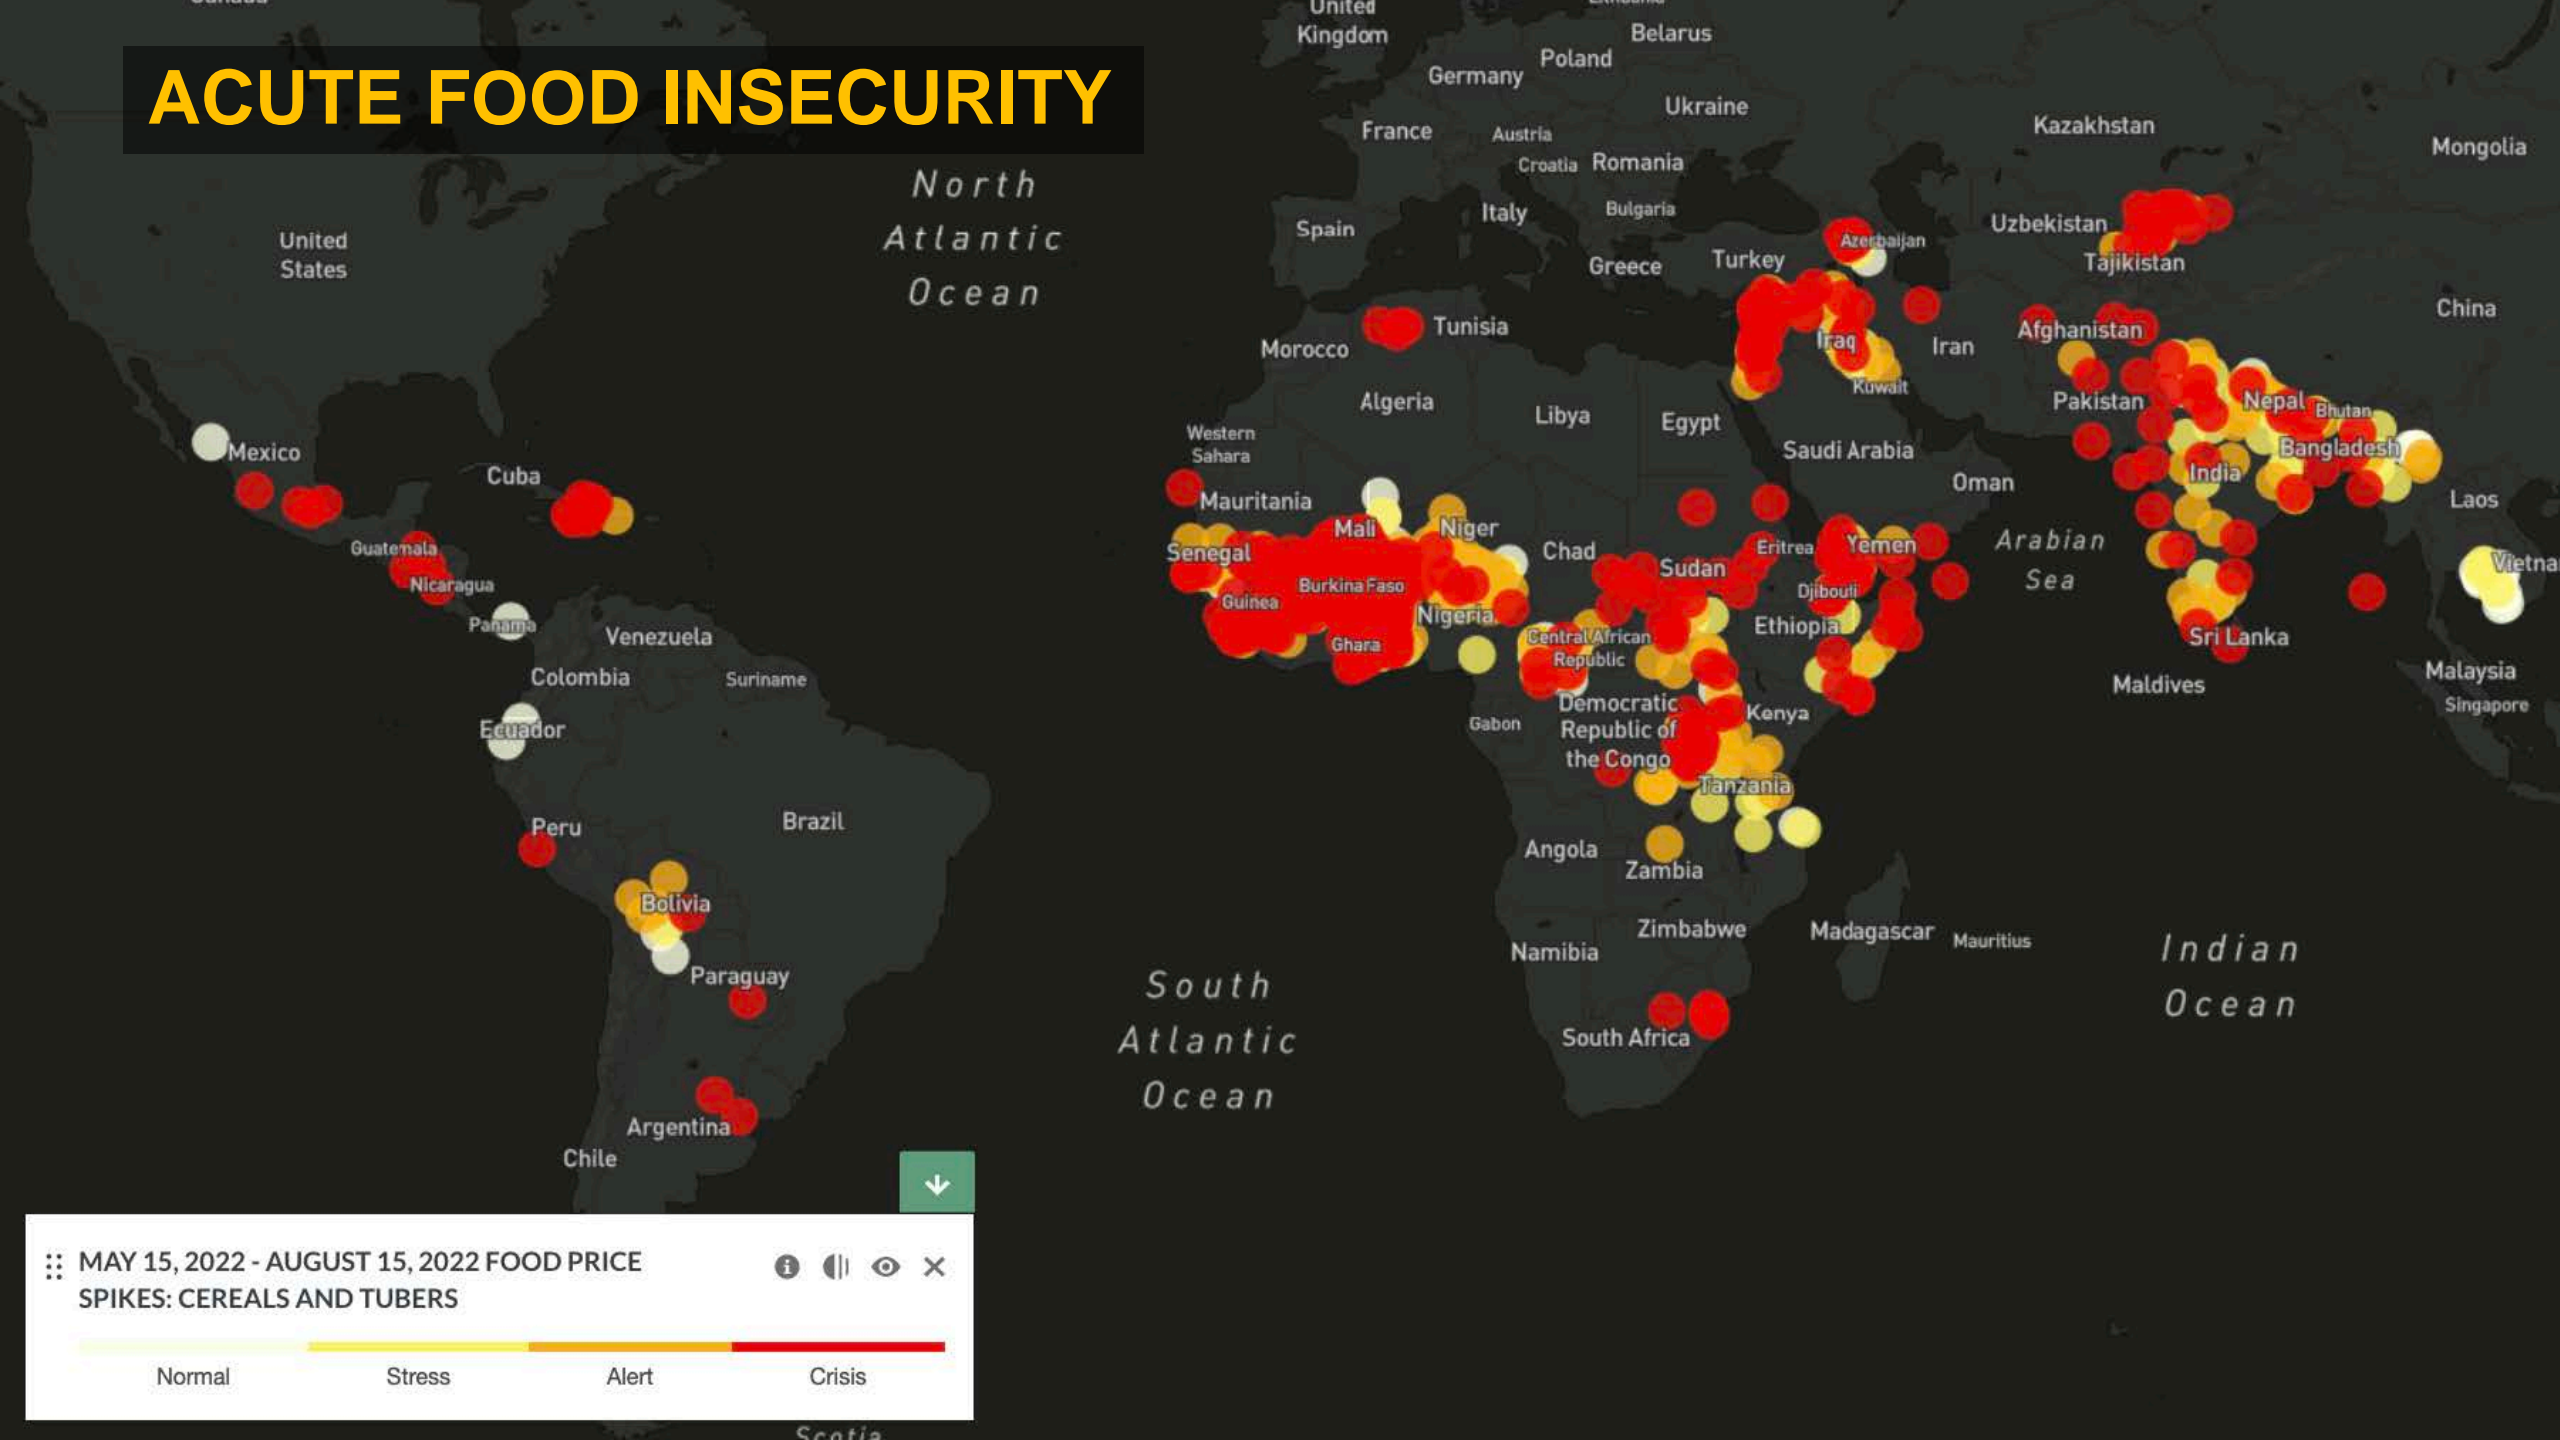 ACUTE FOOD INSECURITY
United
Kingdom
Belarus
Poland
Germany
Ukraine
Kazakhstan
France
Austria
Mongolia
Croatia
Romania
North
Atlantic
Ocean
Italy
Bulgaria
Spain
Uzbekistan
United
States
Azerbaijan
Greece
Turkey
Tajikistan
China
Tunisia
Afghanistan
Morocco
Iraq
Iran
Kuwait
Algeria
Pakistan
Nepal
Bhutan
Libya
Egypt
Western
Sahara
Mexico
Saudi Arabia
Bangladesh
Cuba
India
Oman
Mauritania
Laos
Mali
Niger
Guatemala
Senegal
Chad
Eritrea
Yemen
Arabian
Sea
Sudan
Vietna
Nicaragua
Burkina Faso
Djibouti
Guinea
Nigeria
Panama
Venezuela
Ethiopia
Central African
Republic
Ghana
Sri Lanka
Colombia
Suriname
Malaysia
Maldives
Democratic
Republic of
the Congo
Singapore
Kenya
Gabon
Ecuador
Tanzania
Peru
Brazil
Angola
Zambia
Bolivia
Zimbabwe
Madagascar
Mauritius
Namibia
Indian
Ocean
Paraguay
South
Atlantic
Ocean
South Africa
Argentina
Chile
MAY 15, 2022 - AUGUST 15, 2022 FOOD PRICE
SPIKES: CEREALS AND TUBERS
Normal
Stress
Alert
Crisis